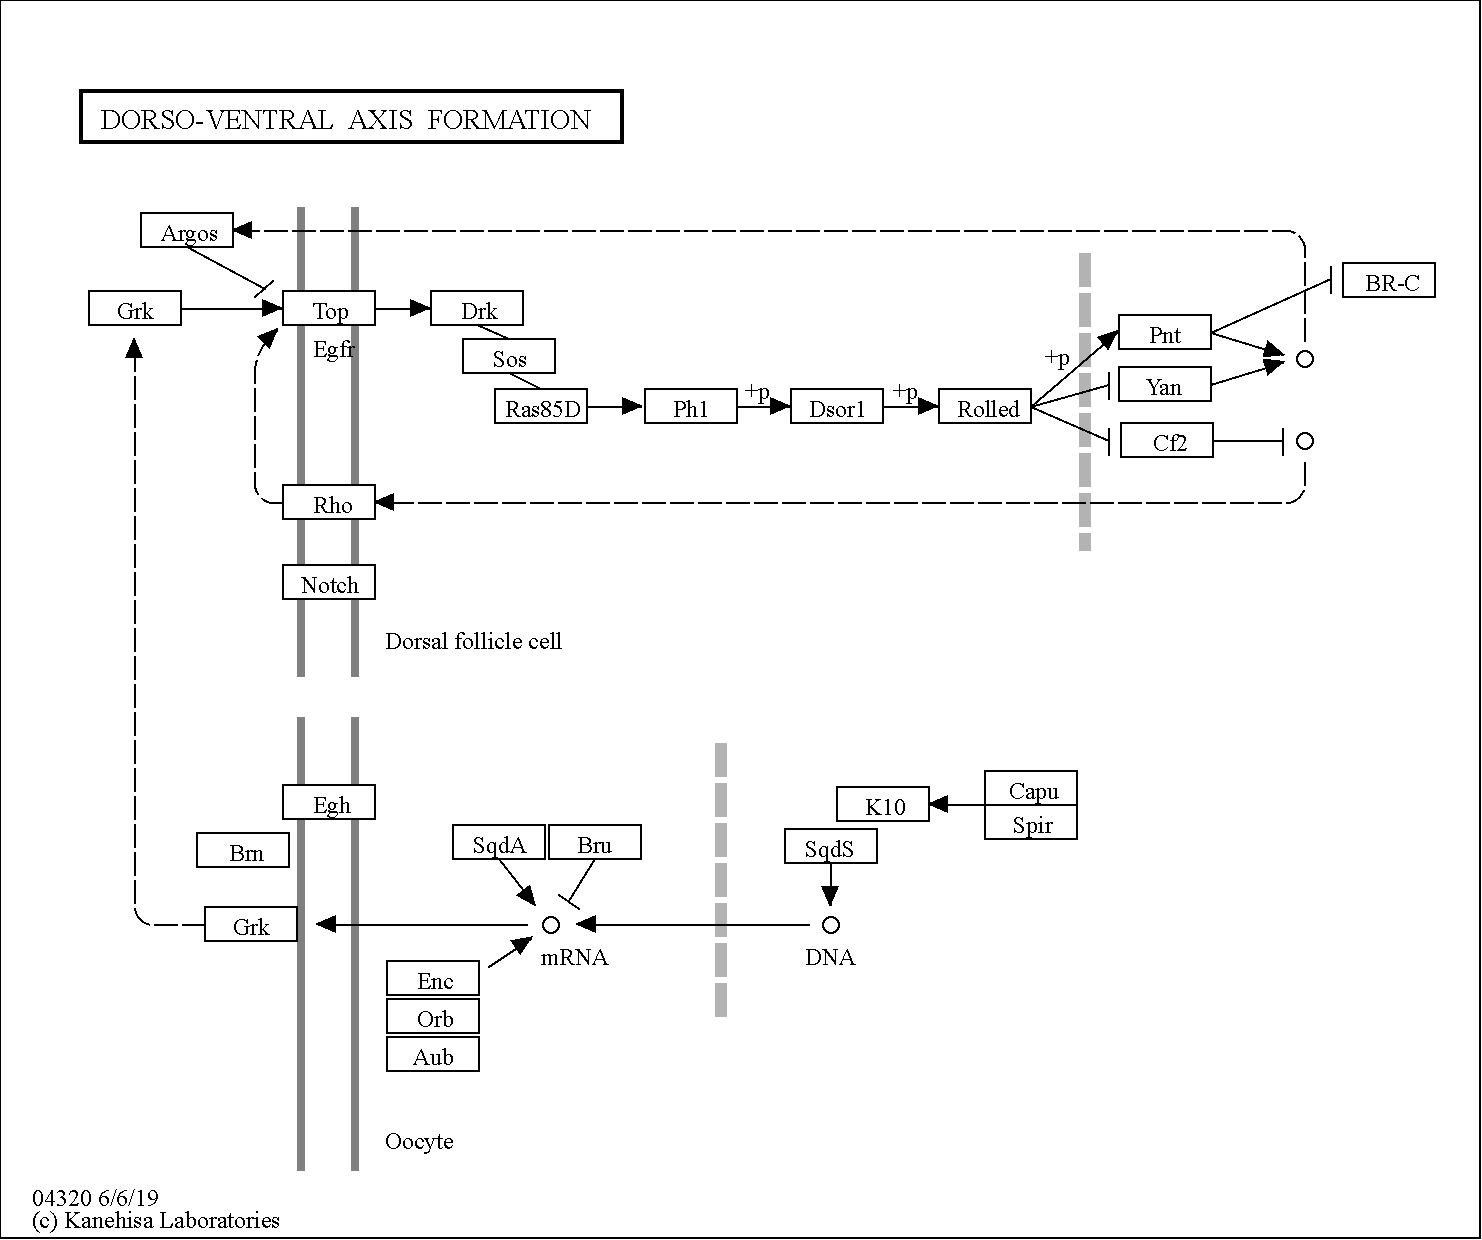 DORSO-VENTRAL AXIS FORMATION
Argos
Grk
Top
Egfr
Drk
Sos
Ras85D
Ph1
+p
Dsor1
+p
Rolled
+p
Pnt
Yan
Cf2
BR-C
Rho
Notch
Dorsal follicle cell
Egh
Brn
Grk
SqdA
Bru
mRNA
Enc
Orb
Aub
K10
SqdS
DNA
Capu
Spir
Oocyte
04320 6/6/19
(c) Kanehisa Laboratories